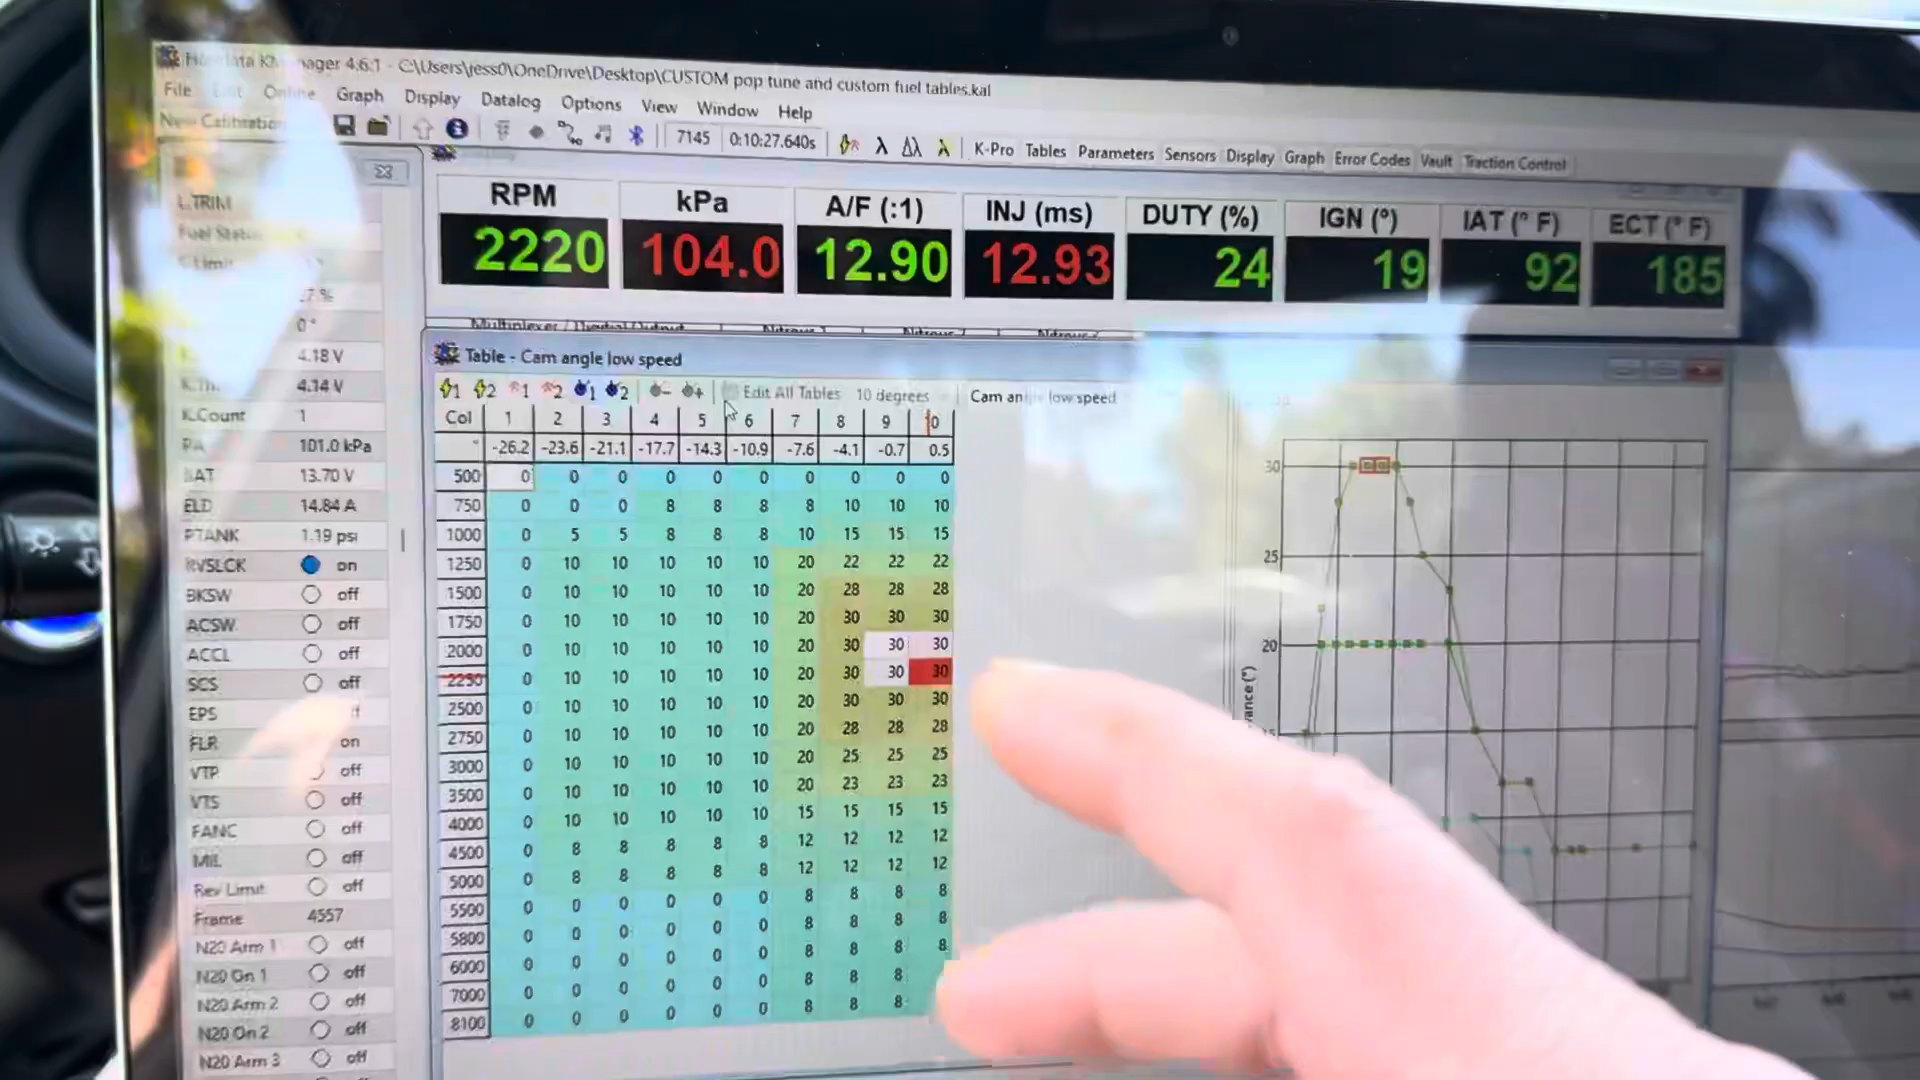 Manager 4.6.1 - C:\Users\jess0\OneDrive\Desktop\CUSTOM pop tune and custom fuel tables.kal
File Edit Online Graph Display Datalog Options View Window Help
New Calibration 7145 0:10:27.640s K-Pro Tables Parameters Sensors Display Graph Error Codes Vault Traction Control
RPM kPa A/F (:1) INJ (ms) DUTY (%) IGN (°) IAT (° F) ECT (° F)
2220 104.0 12.90 12.93 24 19 92 185
L.TRIM
Fuel Status
0°
4.18 V
4.14 V
K.Count 1
PA 101.0 kPa
BAT 13.70 V
ELD 14.84 A
PTANK 1.19 psi
RVSLCK on
BKSW off
ACSW off
ACCL off
SCS off
EPS
FLR on
VTP off
VTS off
FANC off
MIL off
Rev Limit off
Frame 4557
N2O Arm 1 off
N2O On 1 off
N2O Arm 2 off
N2O On 2 off
N2O Arm 3 off
Table - Cam angle low speed
1 2 1 2 1 2 Edit All Tables 10 degrees Cam angle low speed
Col 1 2 3 4 5 6 7 8 9 10
° -26.2 -23.6 -21.1 -17.7 -14.3 -10.9 -7.6 -4.1 -0.7 0.5
500 0 0 0 0 0 0 0 0 0 0
750 0 0 0 8 8 8 8 10 10 10
1000 0 5 5 8 8 8 10 15 15 15
1250 0 10 10 10 10 10 20 22 22 22
1500 0 10 10 10 10 10 20 28 28 28
1750 0 10 10 10 10 10 20 30 30 30
2000 0 10 10 10 10 10 20 30 30 30
2250 0 10 10 10 10 10 20 30 30 30
2500 0 10 10 10 10 10 20 30 30 30
2750 0 10 10 10 10 10 20 28 28 28
3000 0 10 10 10 10 10 20 25 25 25
3500 0 10 10 10 10 10 20 23 23 23
4000 0 10 10 10 10 10 15 15 15 15
4500 0 8 8 8 8 8 12 12 12 12
5000 0 8 8 8 8 8 12 12 12 12
5500 0 0 0 0 0 0 8 8 8 8
5800 0 0 0 0 0 0 8 8 8 8
6000 0 0 0 0 0 0 8 8 8 8
7000 0 0 0 0 0 0 8 8 8
8100 0 0 0 0 0 0 8 8 8
30
25
20